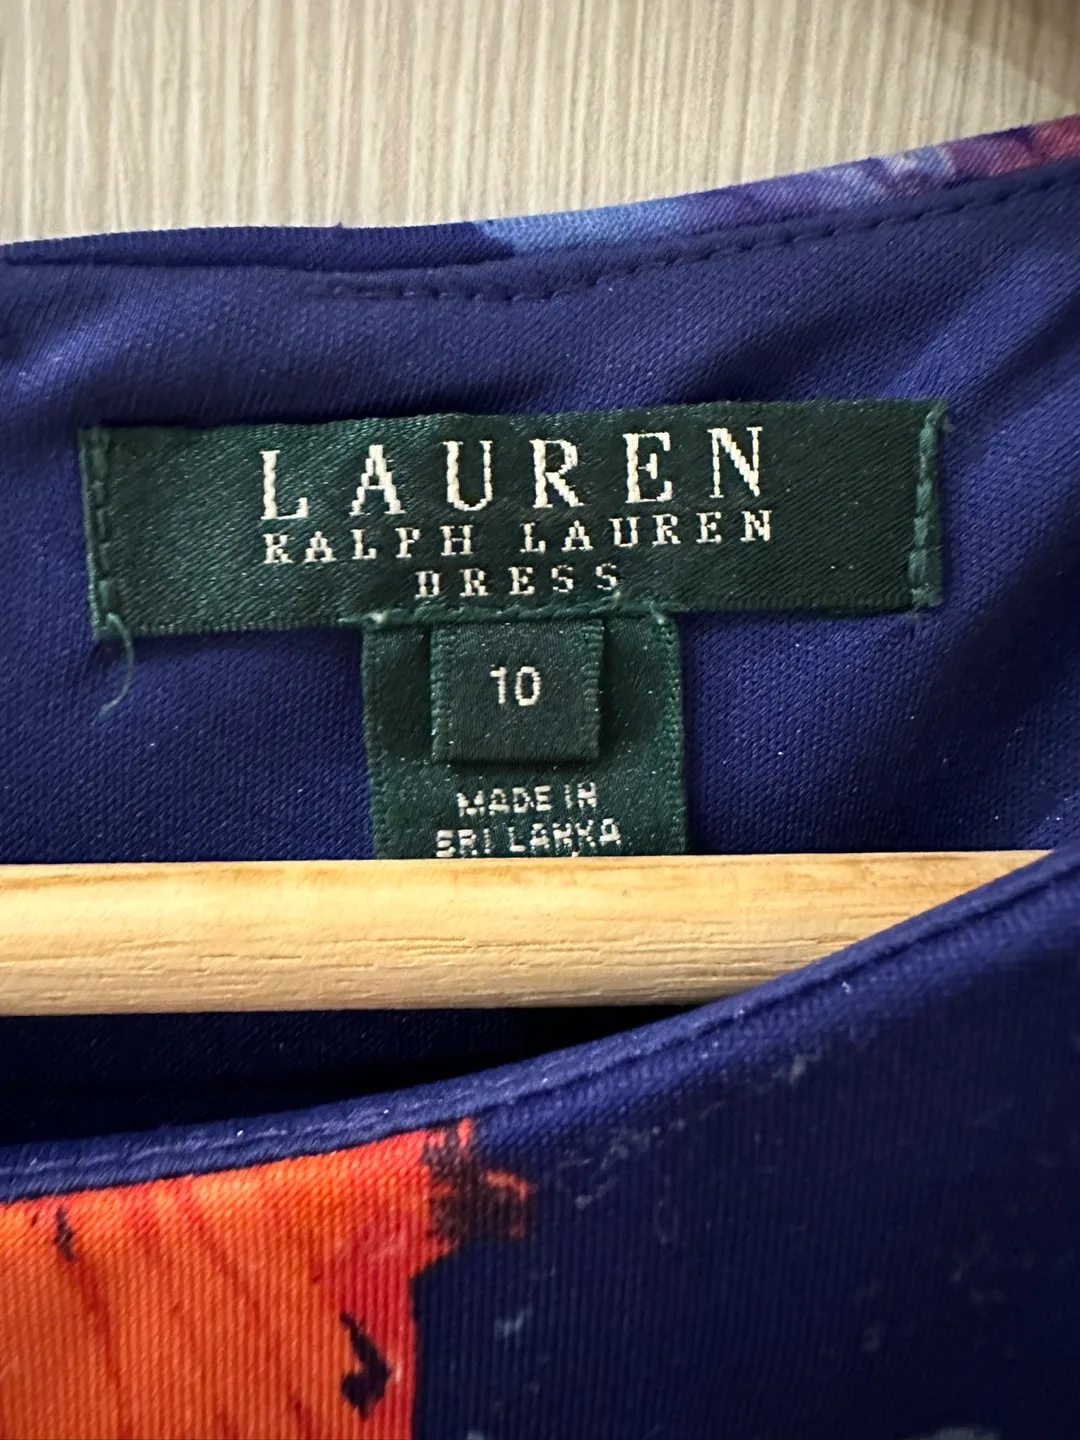 LAUREN
RALPH LAUREN
DRESS
10
MADE IN
SRI LANKA